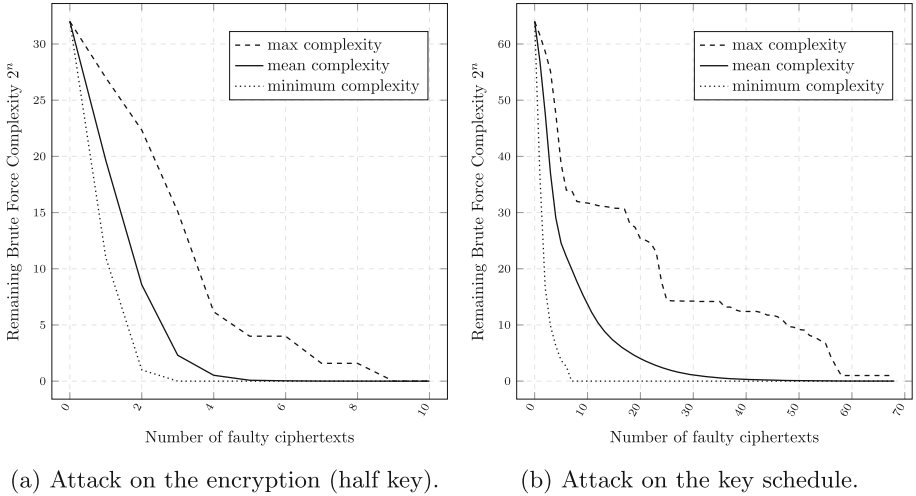 max complexity
mean complexity
minimum complexity
Remaining Brute Force Complexity 2^n
30
25
20
15
10
5
0
0 2 4 6 8 10
Number of faulty ciphertexts
(a) Attack on the encryption (half key).
max complexity
mean complexity
minimum complexity
Remaining Brute Force Complexity 2^n
60
50
40
30
20
10
0
0 10 20 30 40 50 60 70
Number of faulty ciphertexts
(b) Attack on the key schedule.